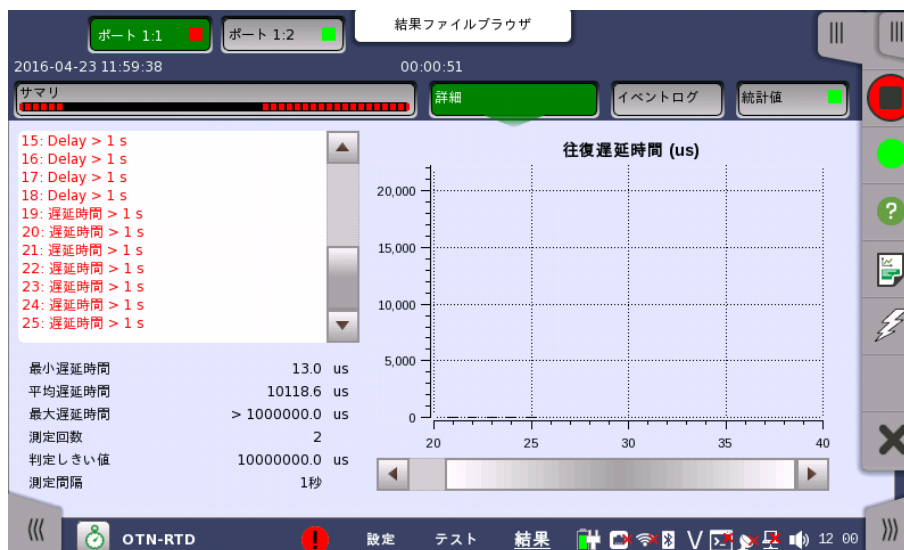 ポート 1:1
ポート 1:2
結果ファイルブラウザ
2016-04-23 11:59:38
00:00:51
サマリ
詳細
イベントログ
統計値
15: Delay > 1 s
16: Delay > 1 s
17: Delay > 1 s
18: Delay > 1 s
19: 遅延時間 > 1 s
20: 遅延時間 > 1 s
21: 遅延時間 > 1 s
22: 遅延時間 > 1 s
23: 遅延時間 > 1 s
24: 遅延時間 > 1 s
25: 遅延時間 > 1 s
最小遅延時間 13.0 us
平均遅延時間 10118.6 us
最大遅延時間 > 1000000.0 us
測定回数 2
判定しきい値 10000000.0 us
測定間隔 1秒
往復遅延時間 (us)
20,000
15,000
10,000
5,000
0
20 25 30 35 40
OTN-RTD
設定
テスト
結果
12 00